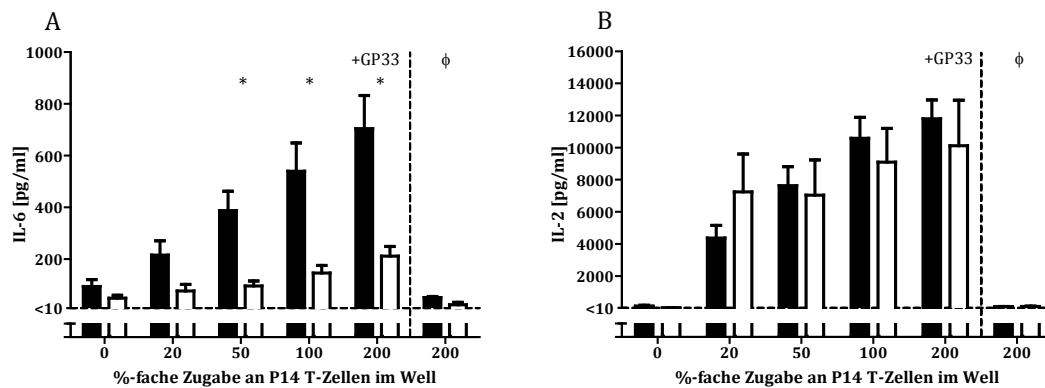 A
IL-6 [pg/ml]
1000
800
600
400
200
<10
+GP33
ϕ
* * *
0 20 50 100 200 200
%-fache Zugabe an P14 T-Zellen im Well
B
IL-2 [pg/ml]
16000
14000
12000
10000
8000
6000
4000
2000
<10
+GP33
ϕ
0 20 50 100 200 200
%-fache Zugabe an P14 T-Zellen im Well